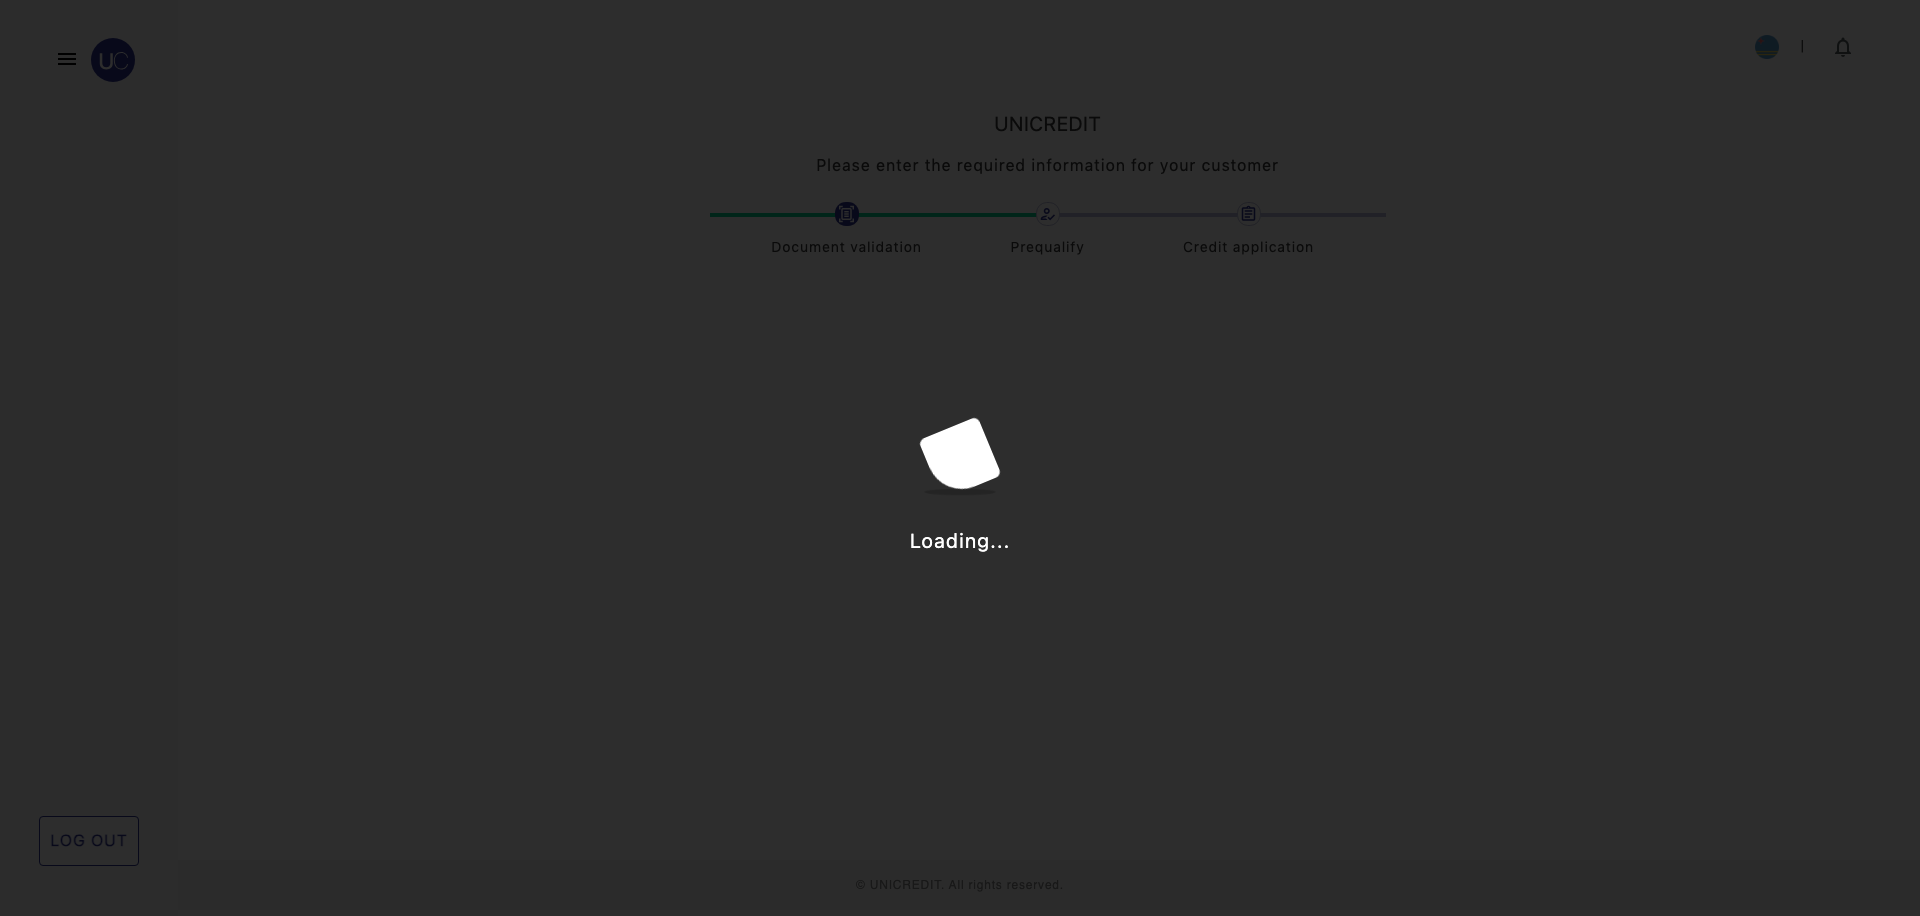 UC
UNICREDIT
Please enter the required information for your customer
Document validation
Prequalify
Credit application
Loading...
LOG OUT
© UNICREDIT. All rights reserved.